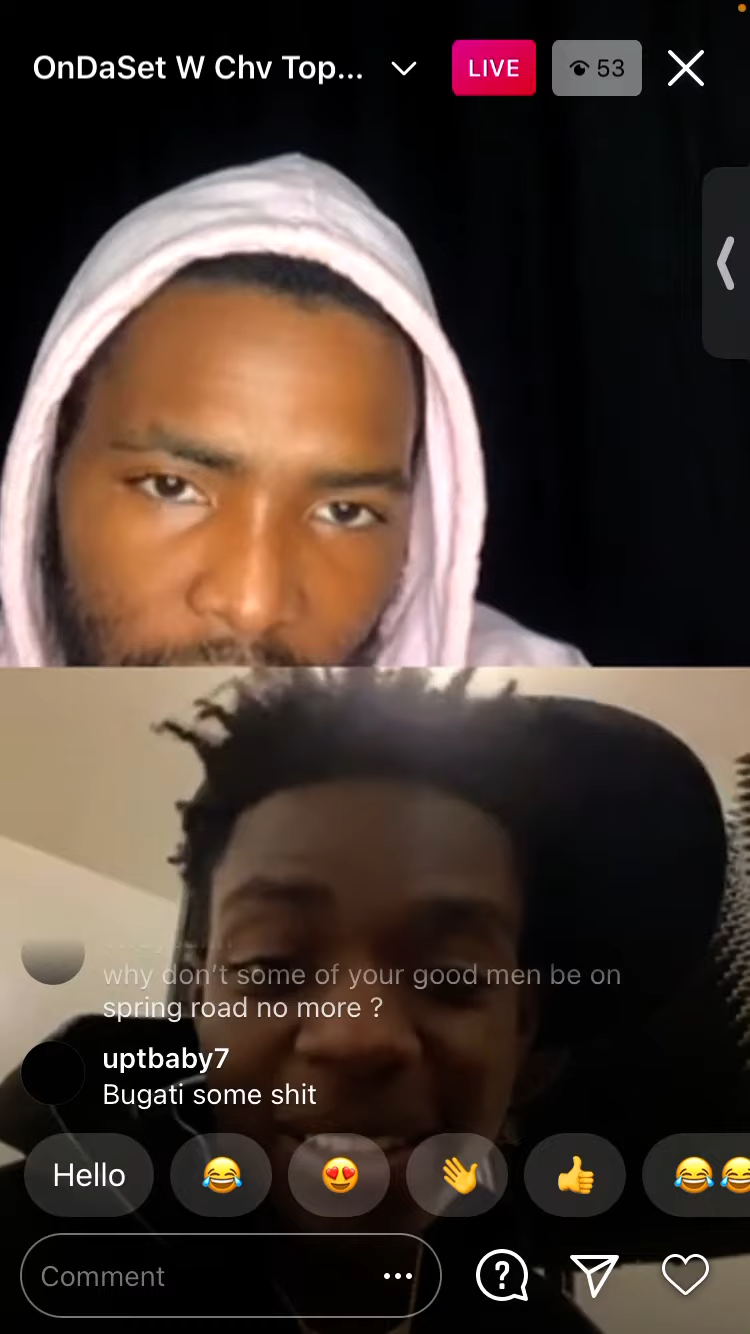 OnDaSet W Chv Top...
LIVE
53
why don't some of your good men be on
spring road no more ?
uptbaby7
Bugati some shit
Hello
Comment